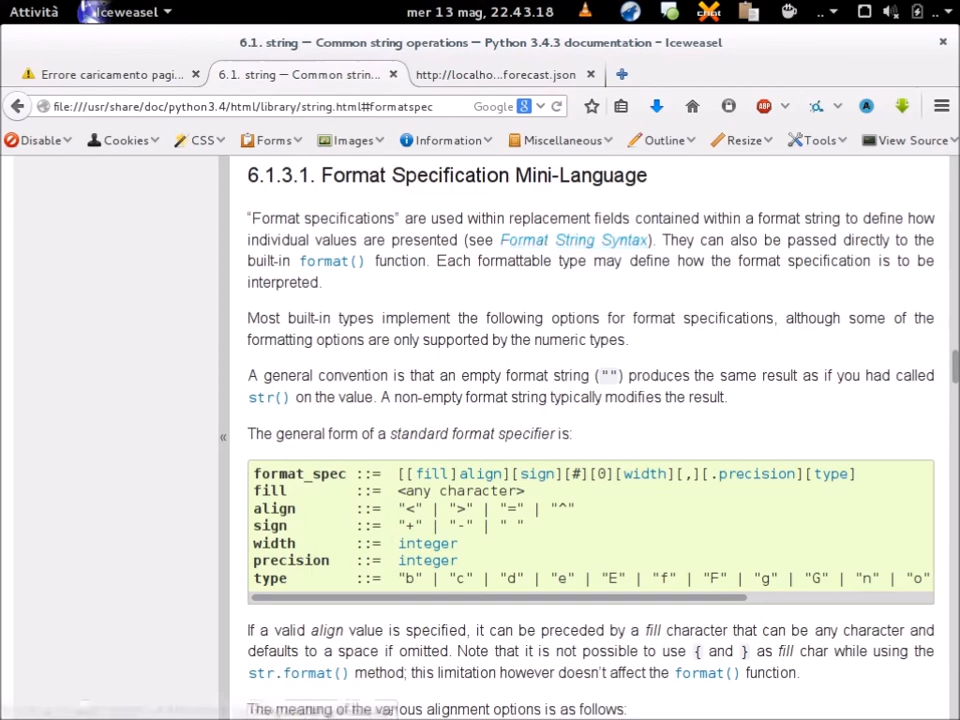 Attività Iceweasel mer 13 mag, 22.43.18 chat .. ..
6.1. string — Common string operations — Python 3.4.3 documentation - Iceweasel ×
Errore caricamento pagi... × 6.1. string — Common strin... × http://localho...forecast.json ×
file:///usr/share/doc/python3.4/html/library/string.html#formatspec Google 8 ABP
Disable Cookies CSS Forms Images Information Miscellaneous Outline Resize Tools View Source
6.1.3.1. Format Specification Mini-Language
“Format specifications” are used within replacement fields contained within a format string to define how
individual values are presented (see Format String Syntax). They can also be passed directly to the
built-in format() function. Each formattable type may define how the format specification is to be
interpreted.
Most built-in types implement the following options for format specifications, although some of the
formatting options are only supported by the numeric types.
A general convention is that an empty format string ("") produces the same result as if you had called
str() on the value. A non-empty format string typically modifies the result.
The general form of a standard format specifier is:
«
format_spec ::= [[fill]align][sign][#][0][width][,][.precision][type]
fill ::= <any character>
align ::= "<" | ">" | "=" | "^"
sign ::= "+" | "-" | " "
width ::= integer
precision ::= integer
type ::= "b" | "c" | "d" | "e" | "E" | "f" | "F" | "g" | "G" | "n" | "o"
If a valid align value is specified, it can be preceded by a fill character that can be any character and
defaults to a space if omitted. Note that it is not possible to use { and } as fill char while using the
str.format() method; this limitation however doesn’t affect the format() function.
The meaning of the various alignment options is as follows: